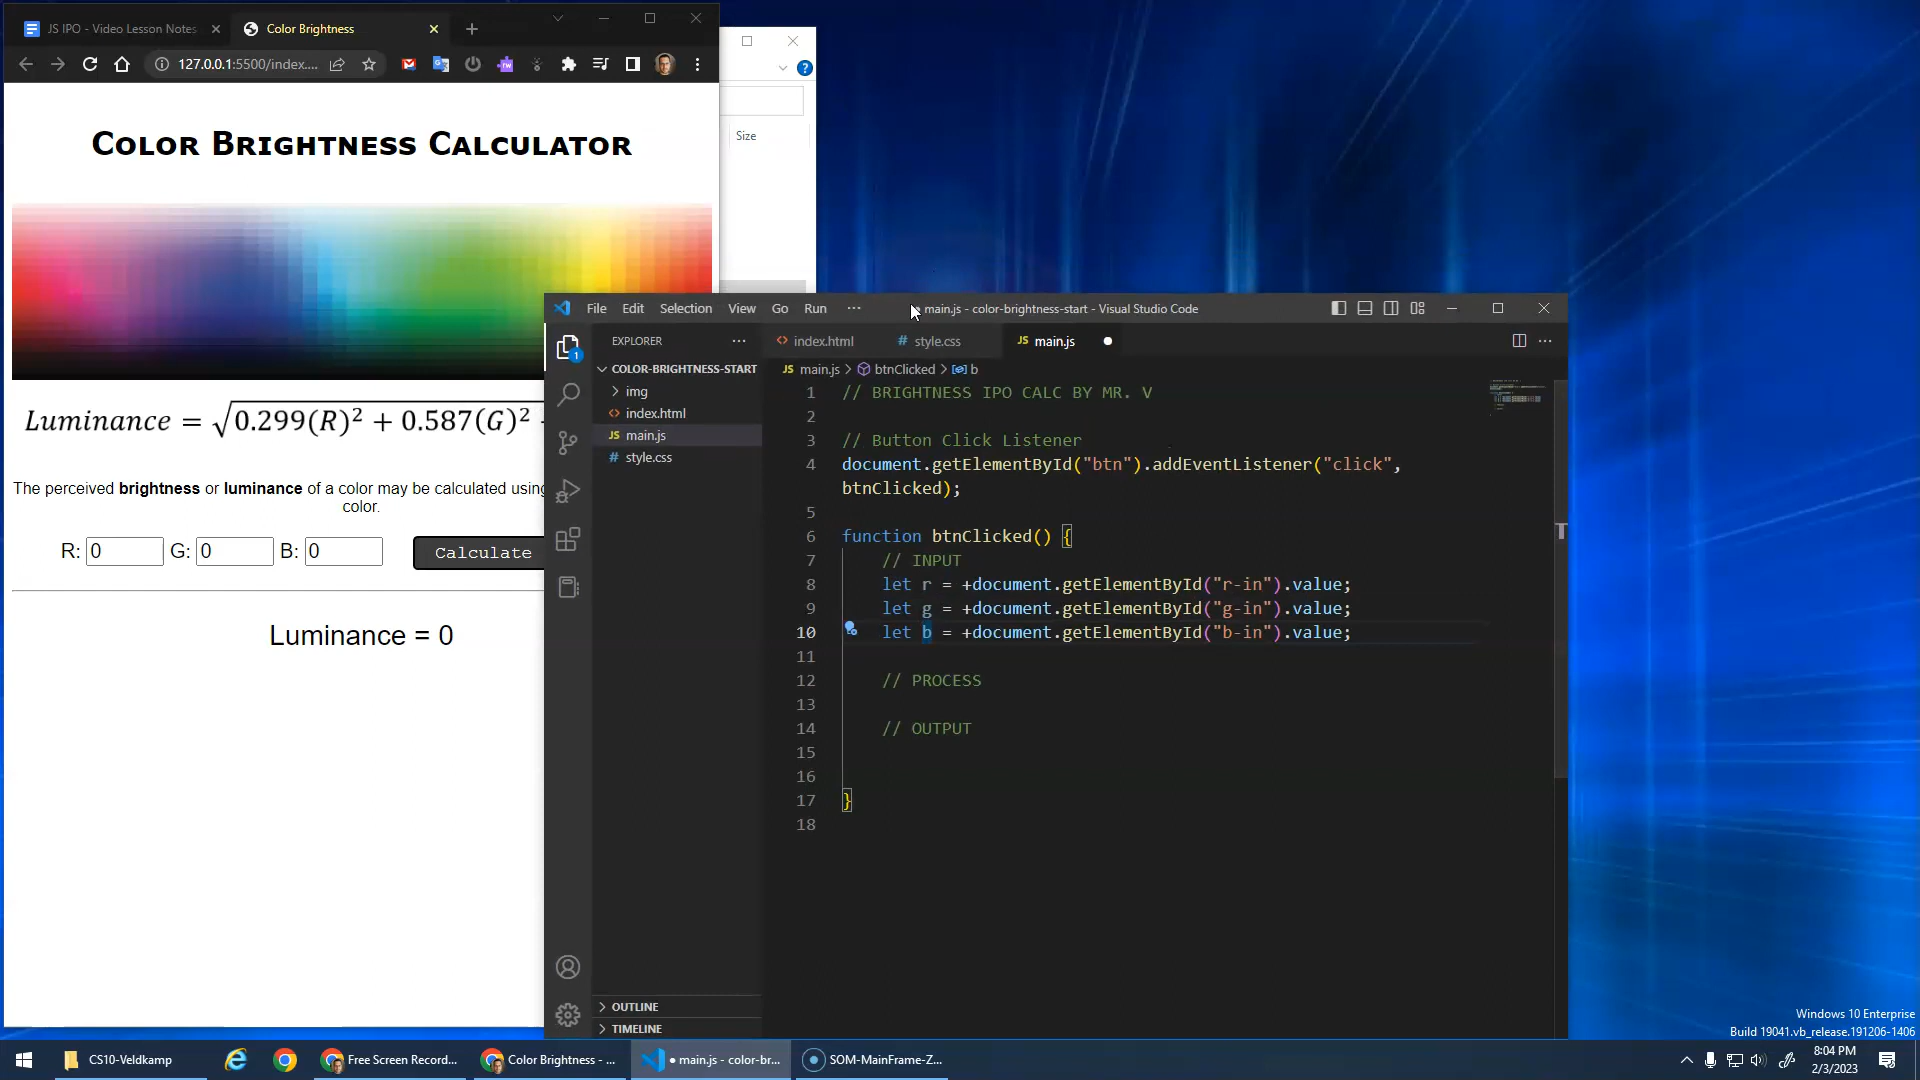 JS IPO - Video Lesson Notes
Color Brightness
127.0.0.1:5500/index....
Size
COLOR BRIGHTNESS CALCULATOR
Luminance = √0.299(R)² + 0.587(G)²
The perceived brightness or luminance of a color may be calculated using
color.
R: 0 G: 0 B: 0 Calculate
Luminance = 0
File Edit Selection View Go Run ··· ● main.js - color-brightness-start - Visual Studio Code
EXPLORER ···
index.html # style.css JS main.js ●
JS main.js > btnClicked > b
1
COLOR-BRIGHTNESS-START
img
index.html
JS main.js
# style.css
1 // BRIGHTNESS IPO CALC BY MR. V
2
3 // Button Click Listener
4 document.getElementById("btn").addEventListener("click",
btnClicked);
5
6 function btnClicked() {
7 // INPUT
8 let r = +document.getElementById("r-in").value;
9 let g = +document.getElementById("g-in").value;
10 let b = +document.getElementById("b-in").value;
11
12 // PROCESS
13
14 // OUTPUT
15
16
17 }
18
OUTLINE
TIMELINE
Windows 10 Enterprise
Build 19041.vb_release.191206-1406
CS10-Veldkamp
Free Screen Record...
Color Brightness - ...
● main.js - color-br...
SOM-MainFrame-Z...
8:04 PM
2/3/2023